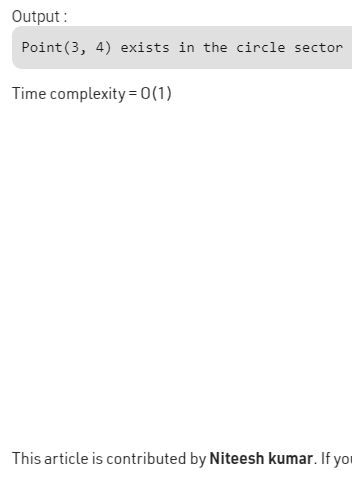 Output :
Point(3, 4) exists in the circle sector
Time complexity = O(1)
This article is contributed by Niteesh kumar. If you